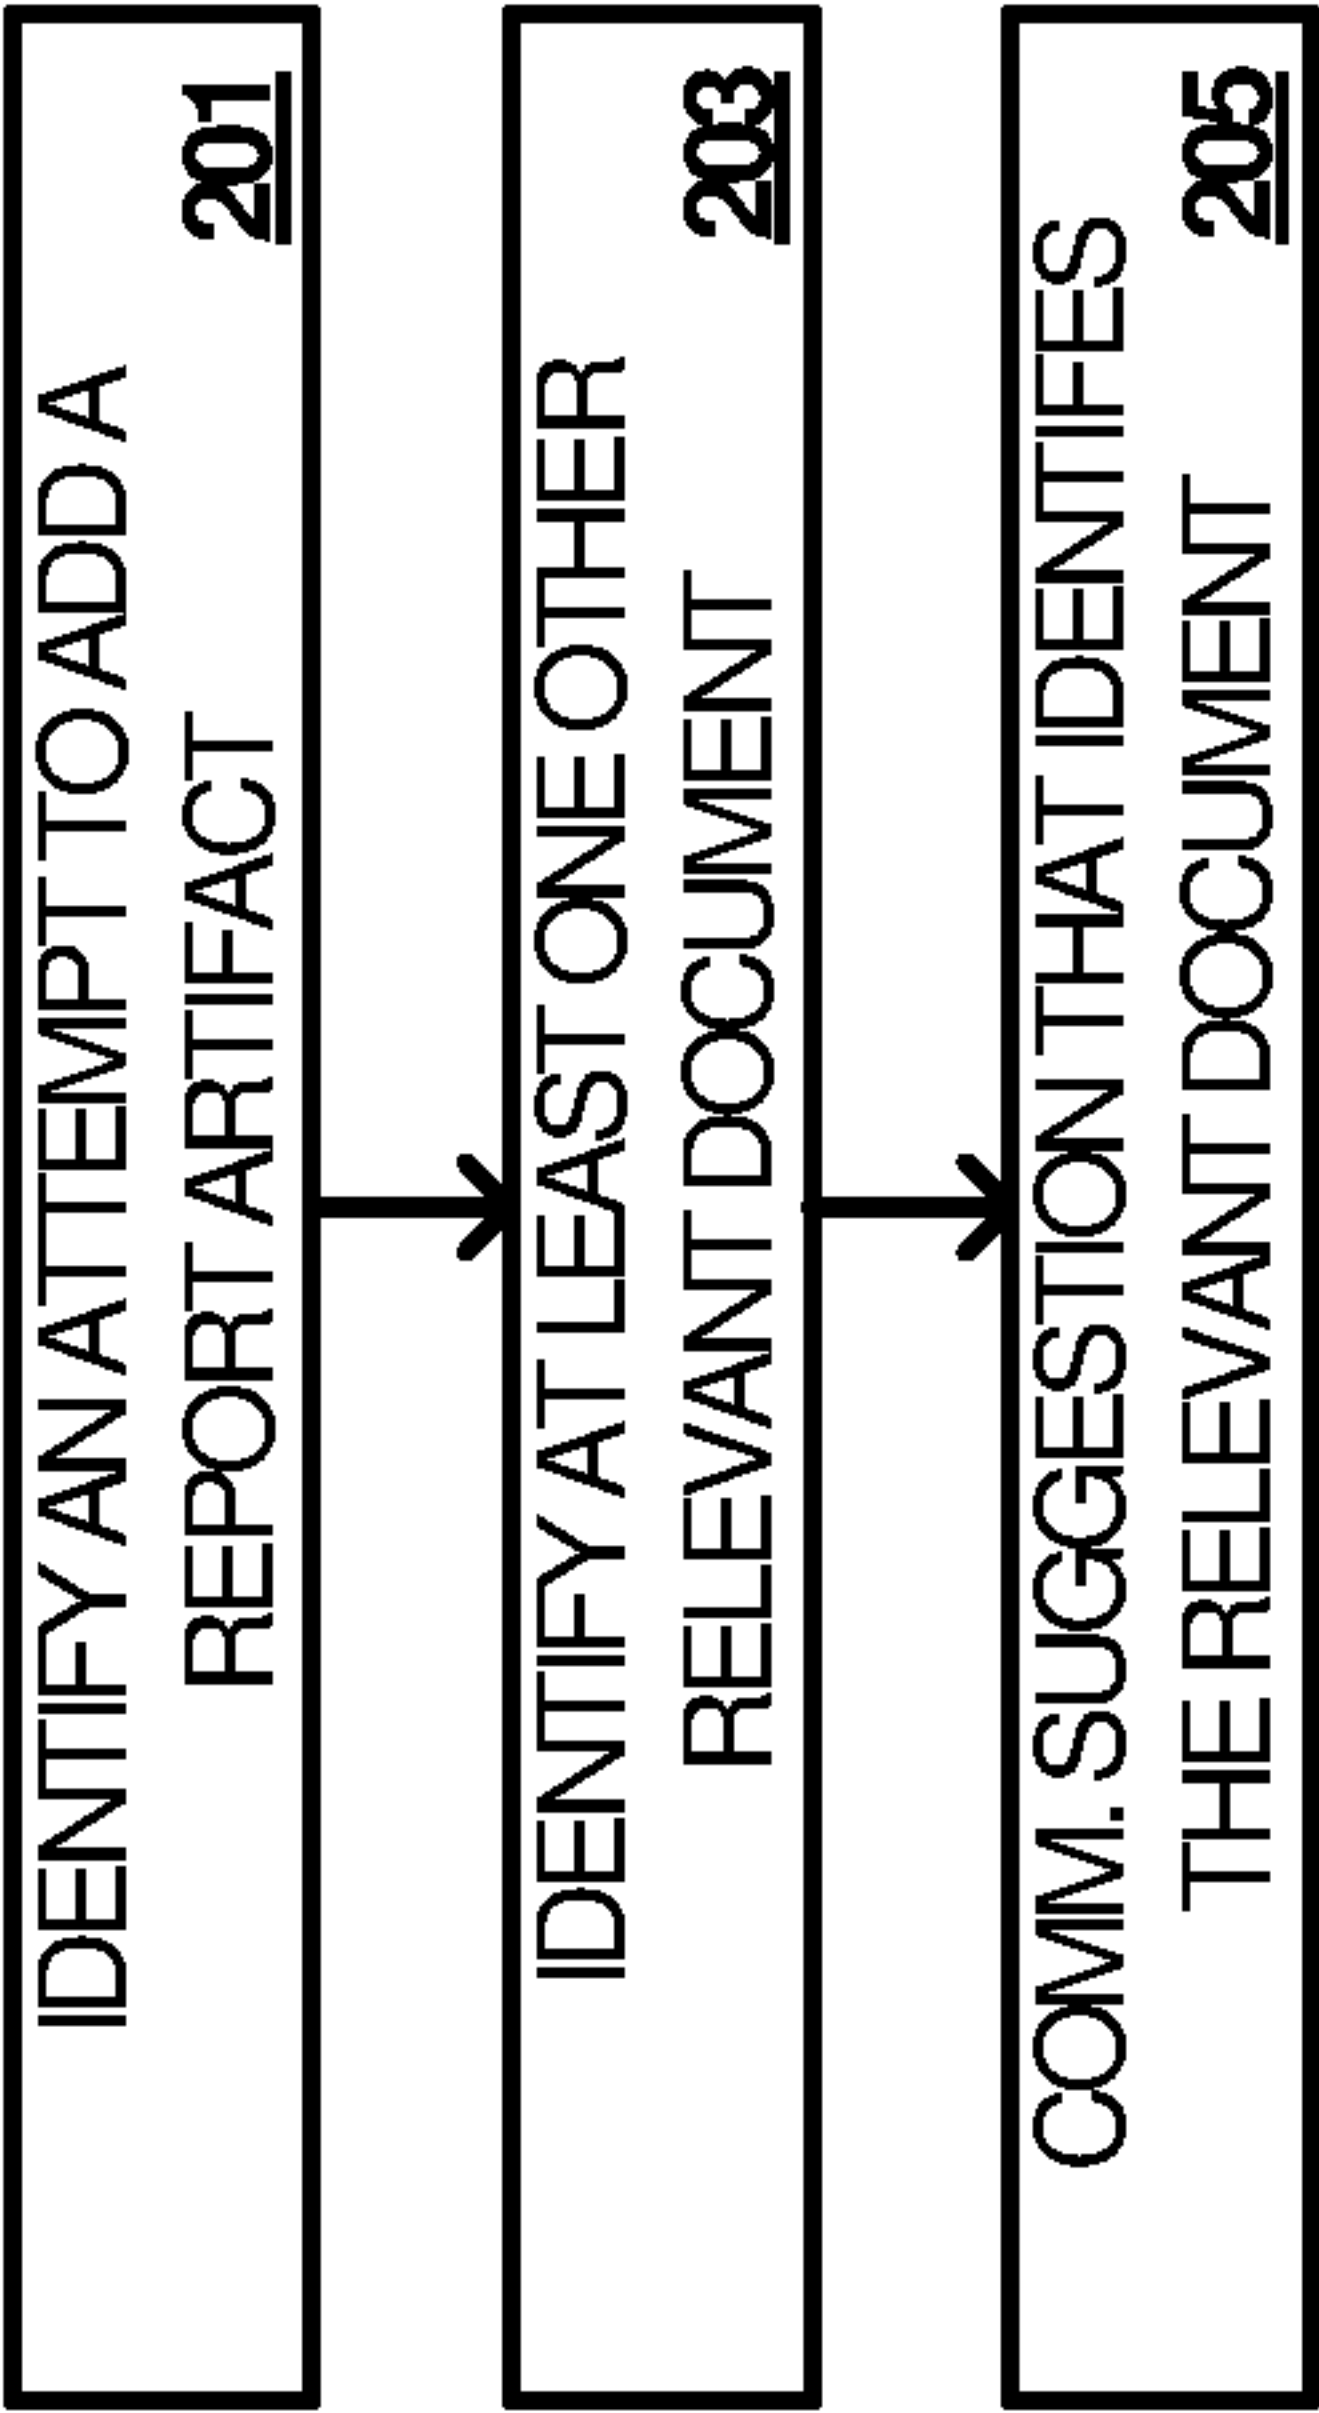 IDENTIFY AN ATTEMPT TO ADD A
REPORT ARTIFACT
201
IDENTIFY AT LEAST ONE OTHER
RELEVANT DOCUMENT
203
COMM. SUGGESTION THAT IDENTIFES
THE RELEVANT DOCUMENT
205